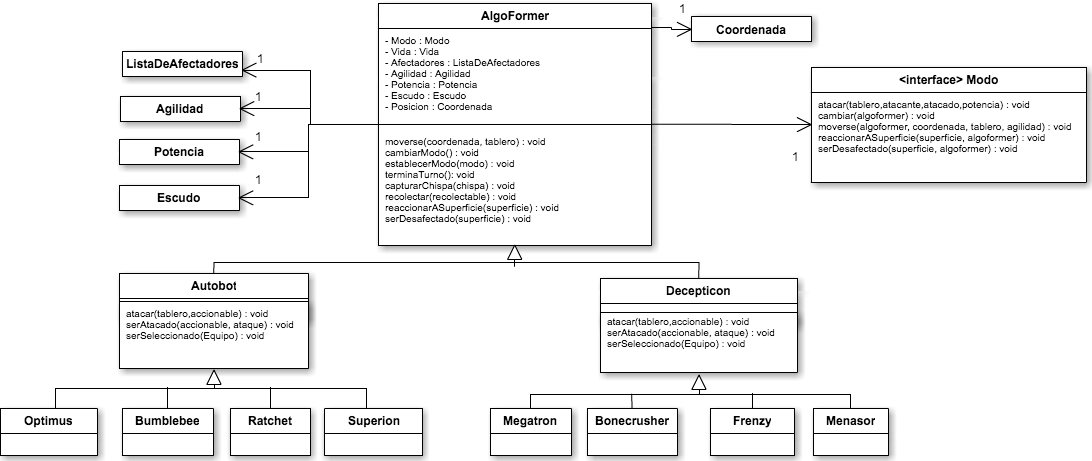 AlgoFormer
- Modo : Modo
- Vida : Vida
- Afectadores : ListaDeAfectadores
- Agilidad : Agilidad
- Potencia : Potencia
- Escudo : Escudo
- Posicion : Coordenada
moverse(coordenada, tablero) : void
cambiarModo() : void
establecerModo(modo) : void
terminaTurno(): void
capturarChispa(chispa) : void
recolectar(recolectable) : void
reaccionarASuperficie(superficie) : void
serDesafectado(superficie) : void
1
Coordenada
ListaDeAfectadores
1
Agilidad
1
Potencia
1
Escudo
1
<interface> Modo
atacar(tablero,atacante,atacado,potencia) : void
cambiar(algoformer) : void
moverse(algoformer, coordenada, tablero, agilidad) : void
reaccionarASuperficie(superficie, algoformer) : void
serDesafectado(superficie, algoformer) : void
1
Autobot
atacar(tablero,accionable) : void
serAtacado(accionable, ataque) : void
serSeleccionado(Equipo) : void
Decepticon
atacar(tablero,accionable) : void
serAtacado(accionable, ataque) : void
serSeleccionado(Equipo) : void
Optimus
Bumblebee
Ratchet
Superion
Megatron
Bonecrusher
Frenzy
Menasor